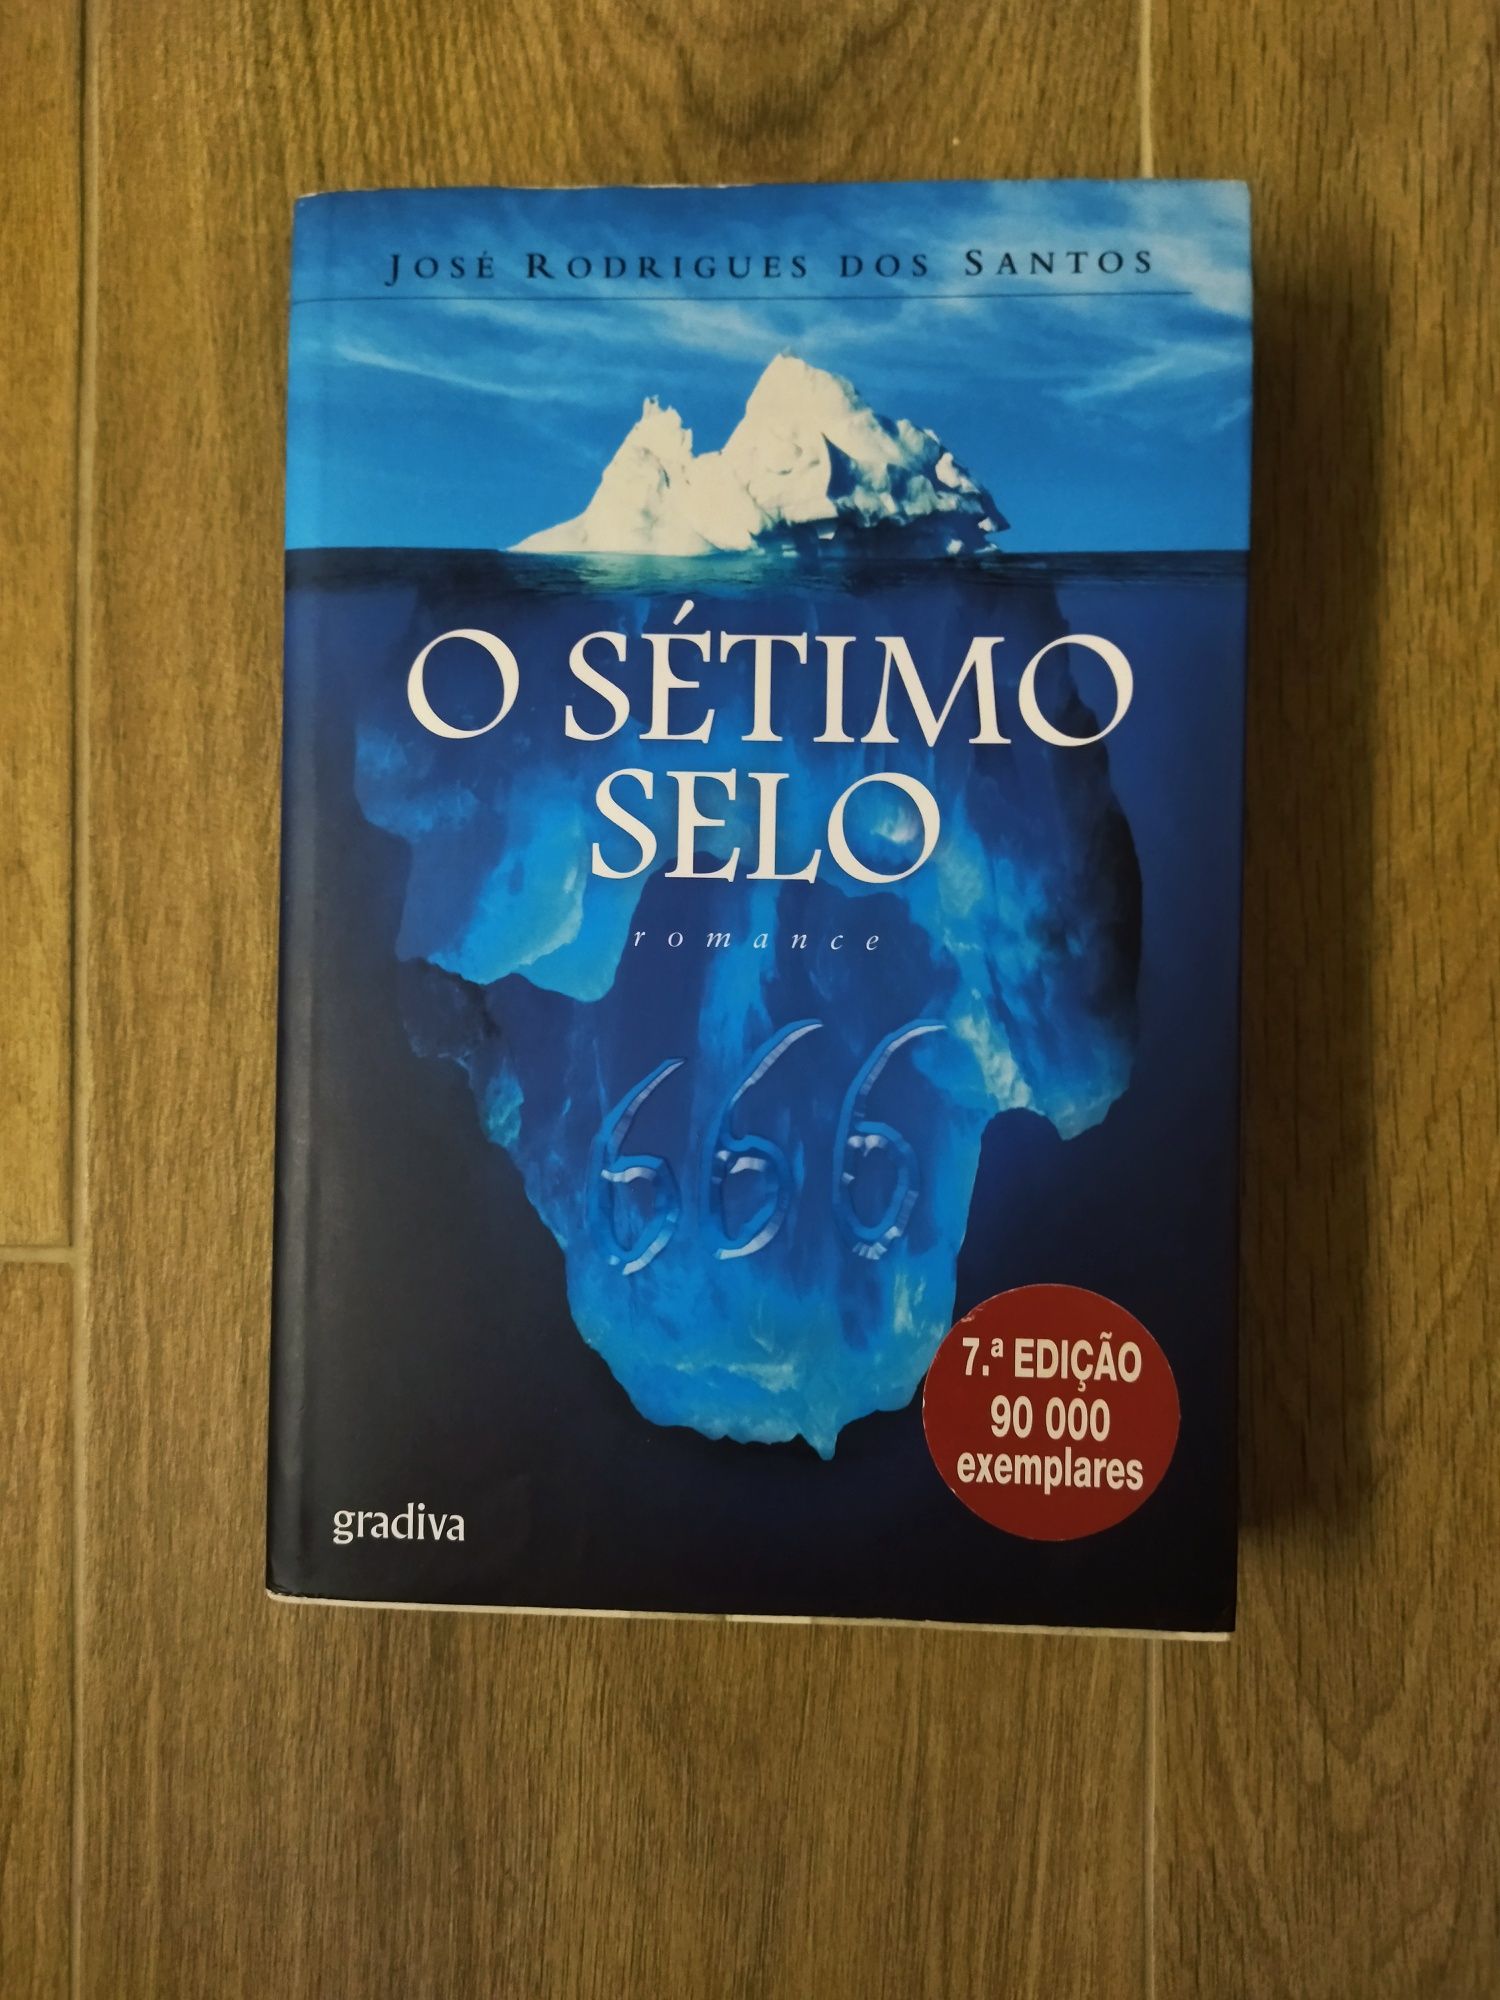 JOSÉ RODRIGUES DOS SANTOS
O SÉTIMO
SELO
romance
666
7.ª EDIÇÃO
90 000
exemplares
gradiva